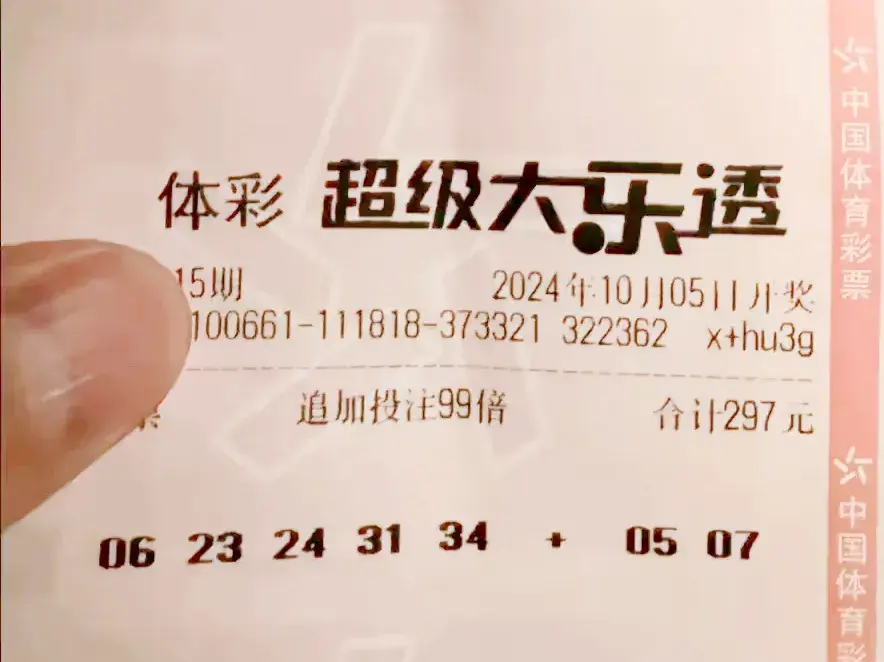 体彩 超级大乐透
15期 2024年10月05日开奖
100661-111818-373321 322362 x+hu3g
票 追加投注99倍 合计297元
06 23 24 31 34 + 05 07
中国体育彩票
中国体育彩